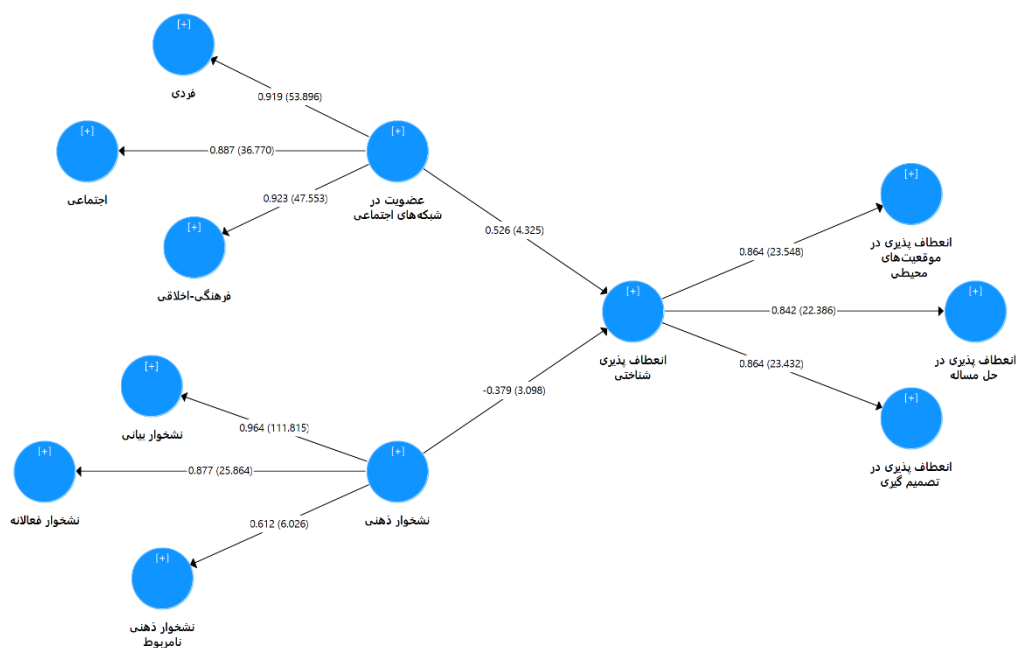 [+]
فردی
0.919 (53.896)
[+]
اجتماعی
0.887 (36.770)
[+]
عضویت در
شبکه‌های اجتماعی
[+]
فرهنگی-اخلاقی
0.923 (47.553)
0.526 (4.325)
[+]
انعطاف پذیری در
موقعیت‌های
محیطی
0.864 (23.548)
[+]
انعطاف پذیری
شناختی
0.842 (22.386)
[+]
انعطاف پذیری در
حل مساله
0.864 (23.432)
[+]
انعطاف پذیری در
تصمیم گیری
-0.379 (3.098)
[+]
نشخوار بیانی
0.964 (111.815)
[+]
نشخوار فعالانه
0.877 (25.864)
[+]
نشخوار ذهنی
0.612 (6.026)
[+]
نشخوار ذهنی
نامربوط